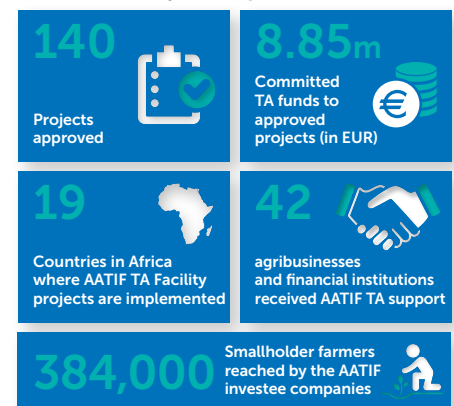 140
Projects
approved
8.85m
Committed
TA funds to
approved
projects (in EUR)
€
19
Countries in Africa
where AATIF TA Facility
projects are implemented
42
agribusinesses
and financial institutions
received AATIF TA support
384,000
Smallholder farmers
reached by the AATIF
investee companies